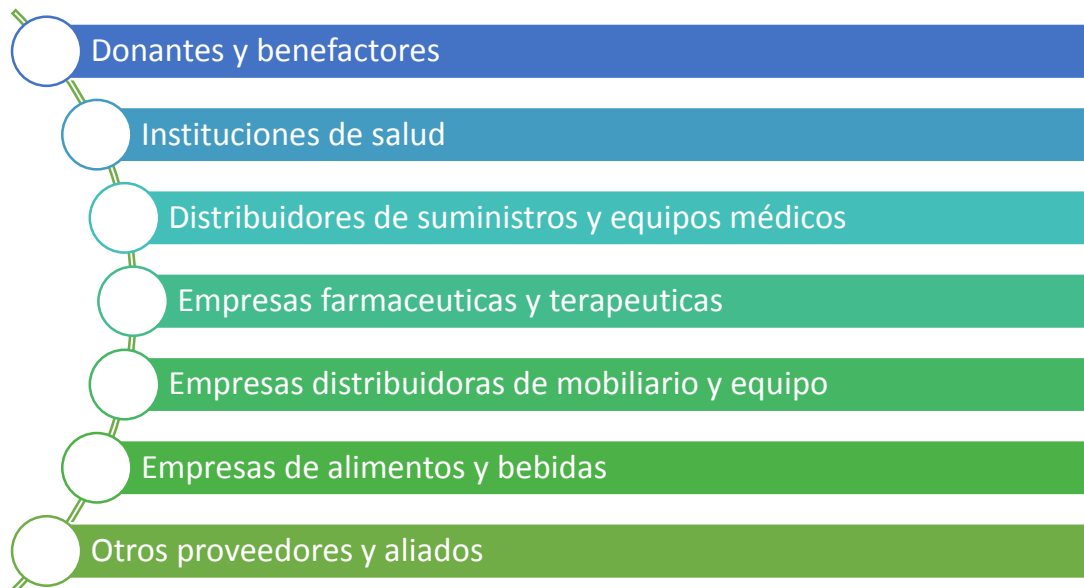 Donantes y benefactores
Instituciones de salud
Distribuidores de suministros y equipos médicos
Empresas farmaceuticas y terapeuticas
Empresas distribuidoras de mobiliario y equipo
Empresas de alimentos y bebidas
Otros proveedores y aliados